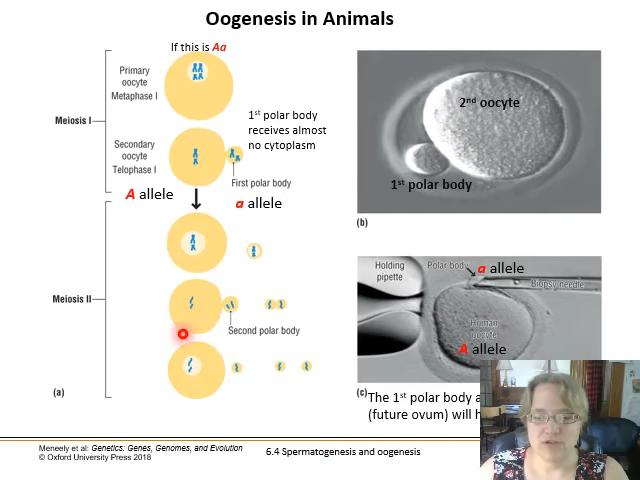 Oogenesis in Animals
If this is Aa
Primary
oocyte
Metaphase I
Meiosis I
Secondary
oocyte
Telophase I
1st polar body
receives almost
no cytoplasm
First polar body
A allele
a allele
Meiosis II
Second polar body
(a)
2nd oocyte
1st polar body
(b)
Holding
pipette
Polar body
a allele
Biopsy needle
Human
oocyte
A allele
(c)
The 1st polar body a
(future ovum) will h
Meneely et al: Genetics: Genes, Genomes, and Evolution
© Oxford University Press 2018
6.4 Spermatogenesis and oogenesis